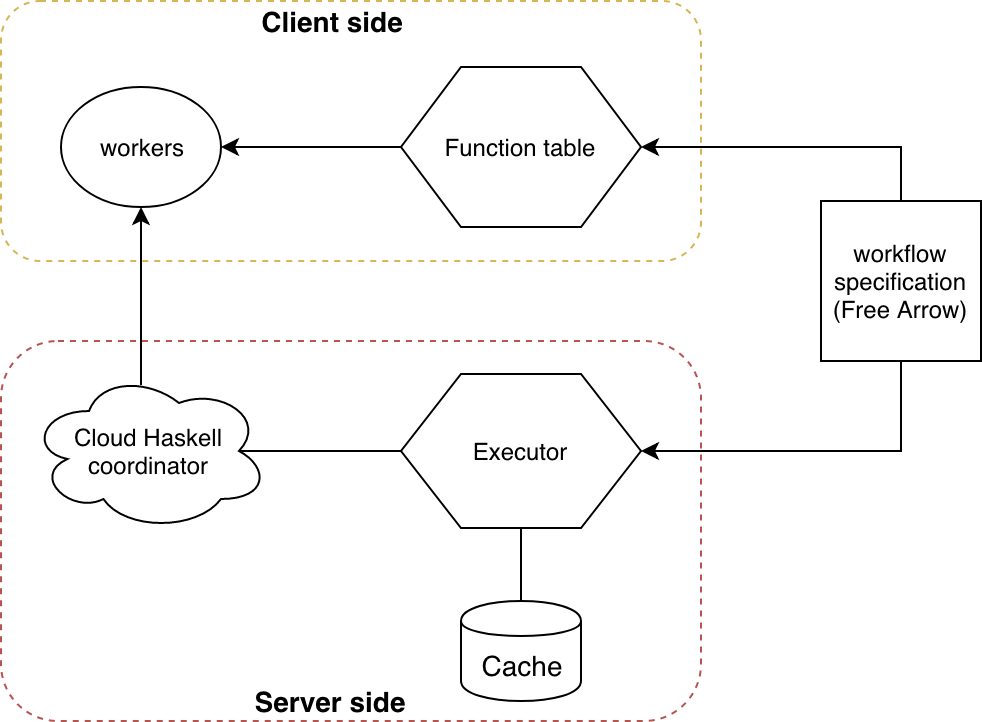 Client side
workers
Function table
workflow
specification
(Free Arrow)
Cloud Haskell
coordinator
Executor
Cache
Server side